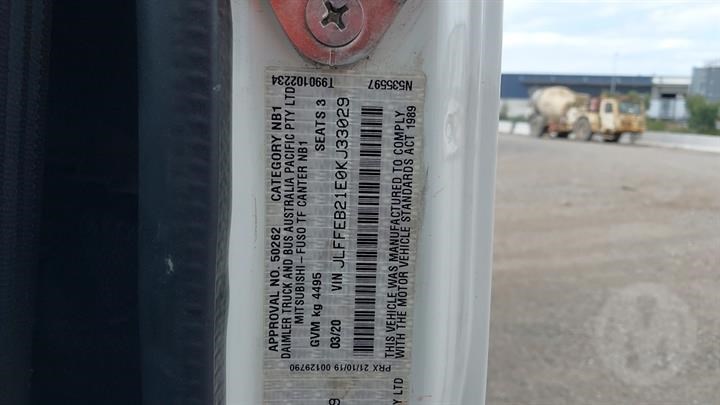 T990102234
N535597
APPROVAL NO. 50262 CATEGORY NB1
DAIMLER TRUCK AND BUS AUSTRALIA PACIFIC PTY LTD
MITSUBISHI-FUSO TF CANTER NB1
GVM kg 4495 SEATS 3
03/20 VIN JLFFEB21E0KJ33029
THIS VEHICLE WAS MANUFACTURED TO COMPLY
WITH THE MOTOR VEHICLE STANDARDS ACT 1989
PRX 21/10/19 00129790
9
Y LTD